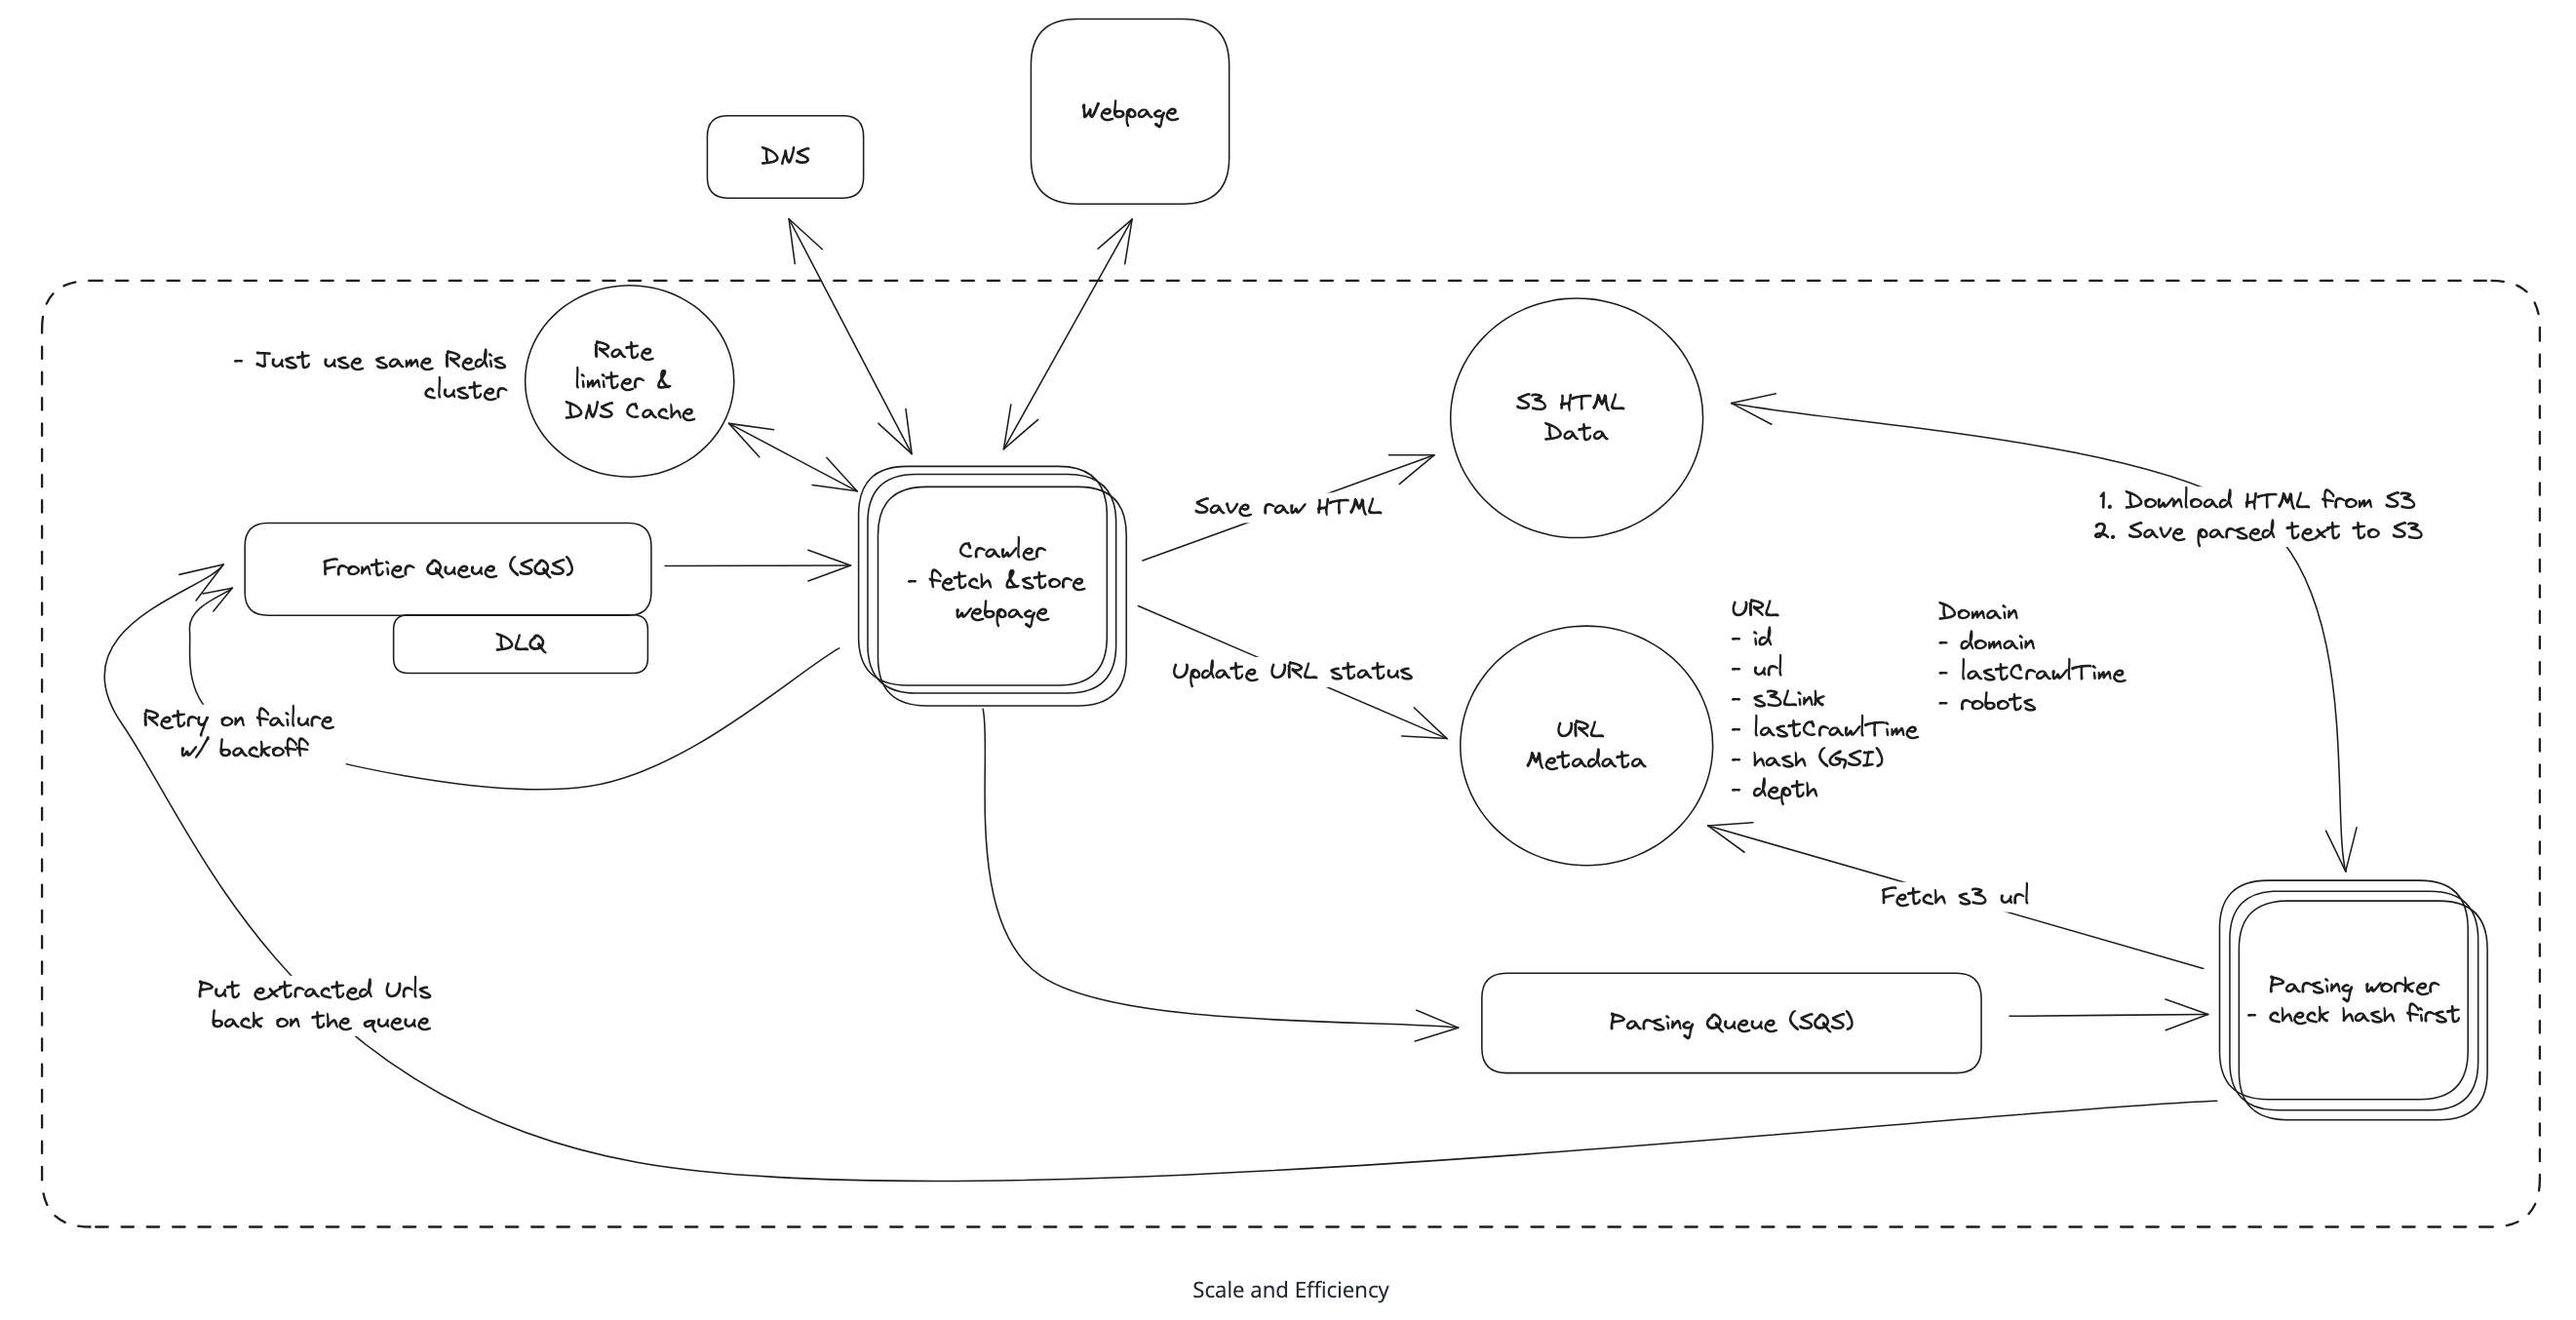 Webpage
DNS
- Just use same Redis
cluster
Rate
limiter &
DNS Cache
S3 HTML
Data
Save raw HTML
1. Download HTML from S3
2. Save parsed text to S3
Frontier Queue (SQS)
DLQ
Crawler
- fetch &store
webpage
Update URL status
URL
- id
- url
- s3Link
- lastCrawlTime
- hash (GSI)
- depth
Domain
- domain
- lastCrawlTime
- robots
Retry on failure
w/ backoff
URL
Metadata
Fetch s3 url
Put extracted Urls
back on the queue
Parsing Queue (SQS)
Parsing worker
- check hash first
Scale and Efficiency